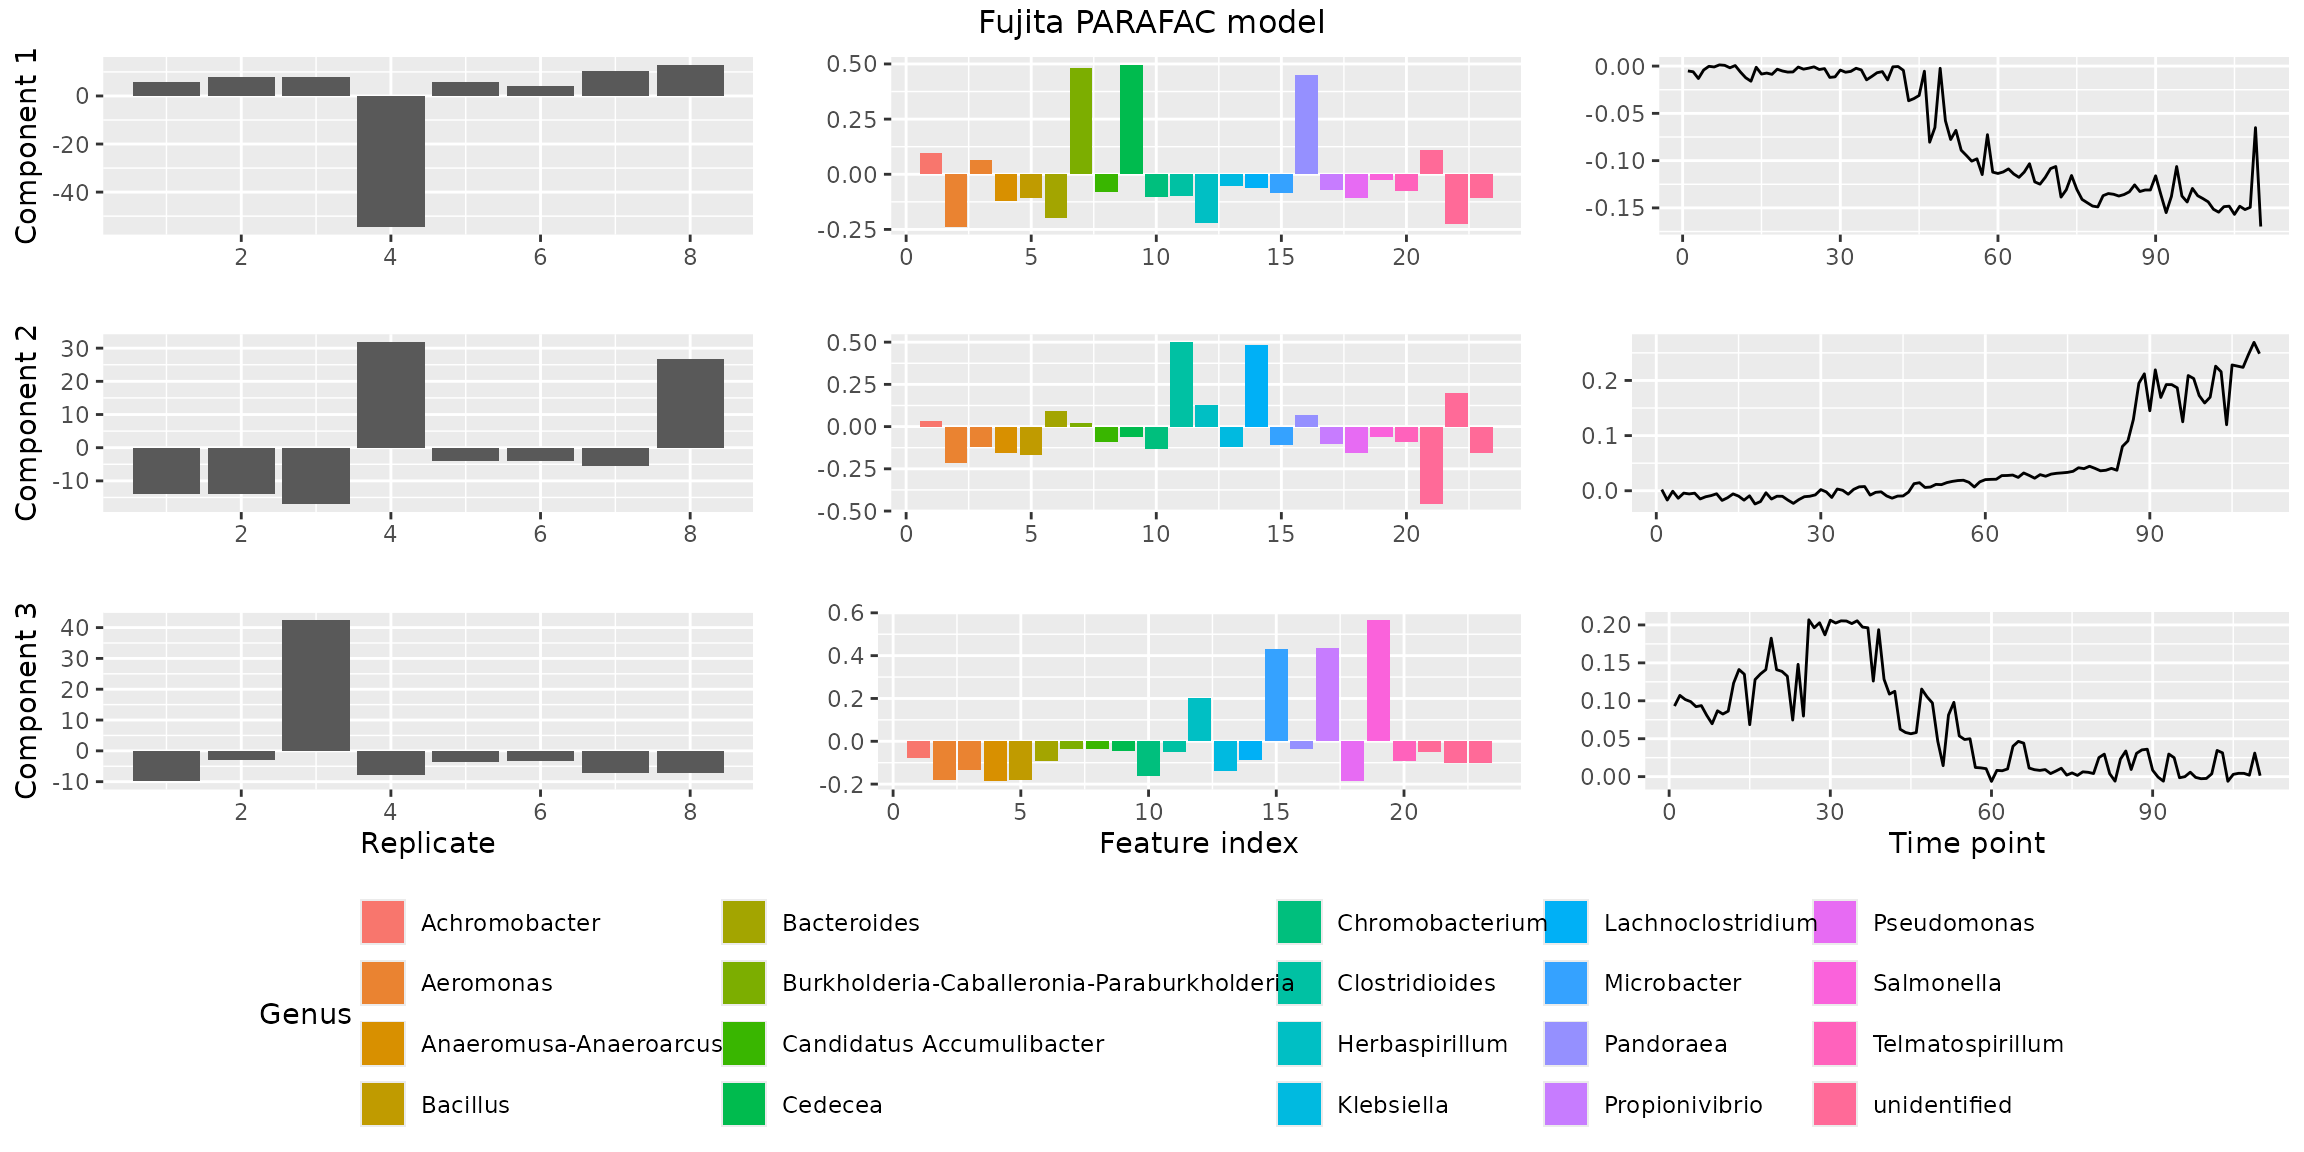 Fujita PARAFAC model
Component 1
0
-20
-40
2 4 6 8
0.50
0.25
0.00
-0.25
0 5 10 15 20
0.00
-0.05
-0.10
-0.15
0 30 60 90
Component 2
30
20
10
0
-10
2 4 6 8
0.50
0.25
0.00
-0.25
-0.50
0 5 10 15 20
0.2
0.1
0.0
0 30 60 90
Component 3
40
30
20
10
0
-10
2 4 6 8
0.6
0.4
0.2
0.0
-0.2
0 5 10 15 20
0.20
0.15
0.10
0.05
0.00
0 30 60 90
Replicate Feature index Time point
Genus
Achromobacter Bacteroides Chromobacterium Lachnoclostridium Pseudomonas
Aeromonas Burkholderia-Caballeronia-Paraburkholderia Clostridioides Microbacter Salmonella
Anaeromusa-Anaeroarcus Candidatus Accumulibacter Herbaspirillum Pandoraea Telmatospirillum
Bacillus Cedecea Klebsiella Propionivibrio unidentified